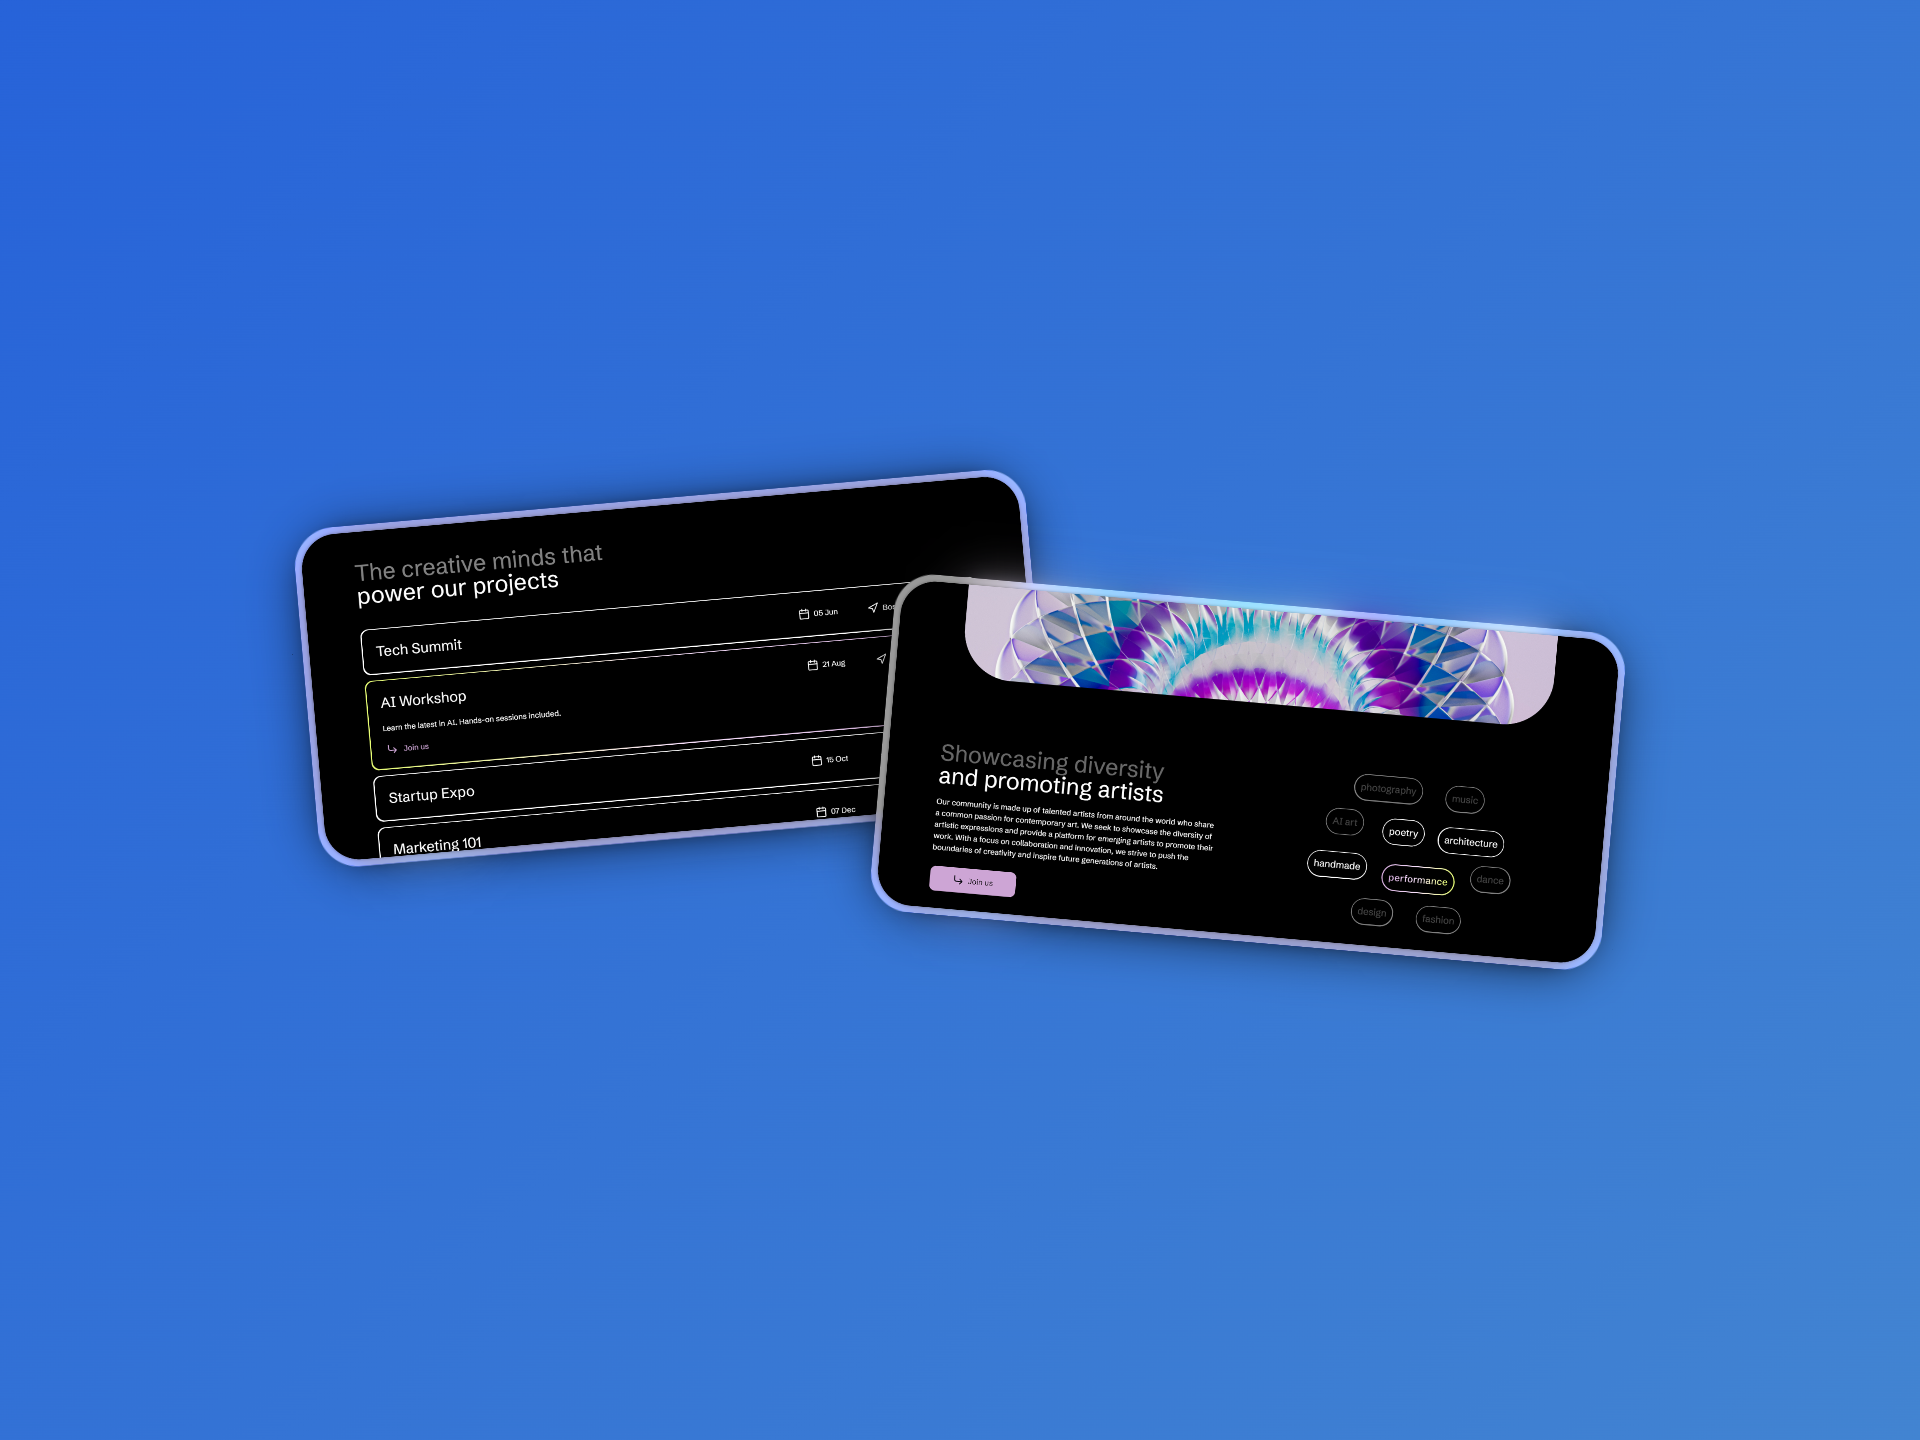 The creative minds that
power our projects
Tech Summit
05 Jun
AI Workshop
21 Aug
Learn the latest in AI. Hands-on sessions included.
Join us
Startup Expo
15 Oct
Marketing 101
07 Dec
Showcasing diversity
and promoting artists
Our community is made up of talented artists from around the world who share
a common passion for contemporary art. We seek to showcase the diversity of
artistic expressions and provide a platform for emerging artists to promote their
work. With a focus on collaboration and innovation, we strive to push the
boundaries of creativity and inspire future generations of artists.
Join us
photography
music
AI art
poetry
architecture
handmade
performance
dance
design
fashion